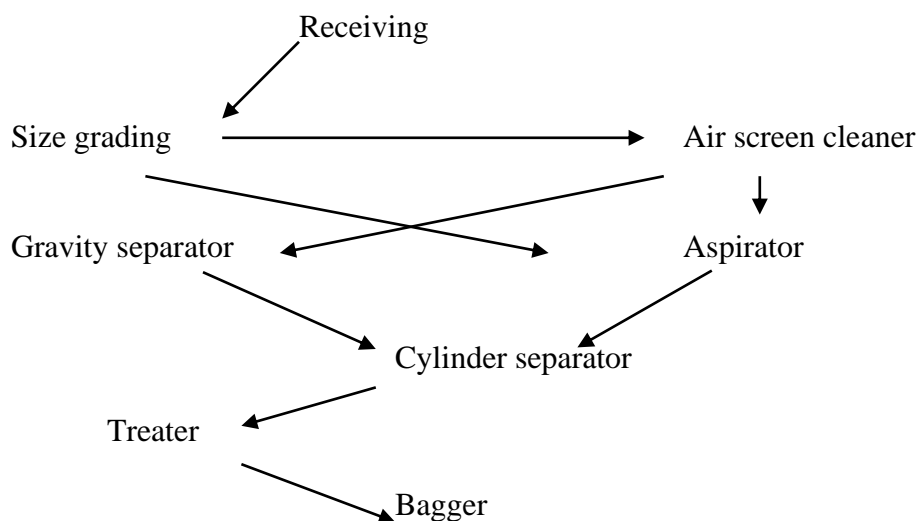 Receiving
Size grading
Air screen cleaner
Gravity separator
Aspirator
Cylinder separator
Treater
Bagger